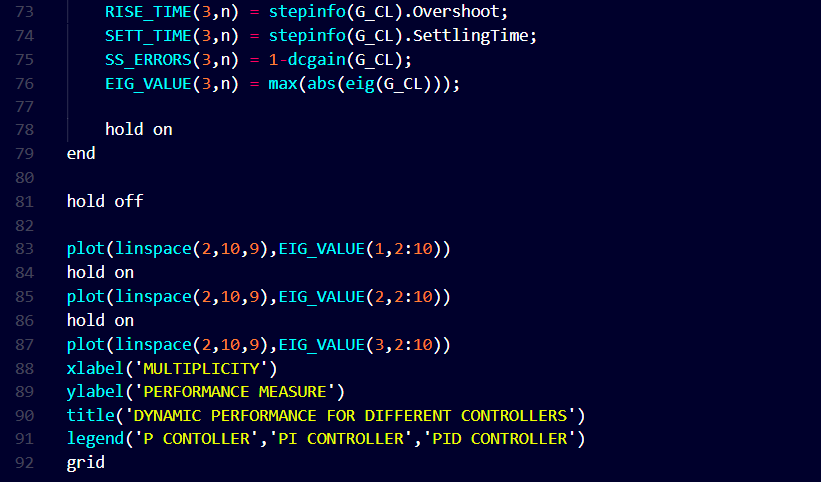 73 RISE_TIME(3,n) = stepinfo(G_CL).Overshoot;
74 SETT_TIME(3,n) = stepinfo(G_CL).SettlingTime;
75 SS_ERRORS(3,n) = 1-dcgain(G_CL);
76 EIG_VALUE(3,n) = max(abs(eig(G_CL)));
77
78 hold on
79 end
80
81 hold off
82
83 plot(linspace(2,10,9),EIG_VALUE(1,2:10))
84 hold on
85 plot(linspace(2,10,9),EIG_VALUE(2,2:10))
86 hold on
87 plot(linspace(2,10,9),EIG_VALUE(3,2:10))
88 xlabel('MULTIPLICITY')
89 ylabel('PERFORMANCE MEASURE')
90 title('DYNAMIC PERFORMANCE FOR DIFFERENT CONTROLLERS')
91 legend('P CONTOLLER','PI CONTROLLER','PID CONTROLLER')
92 grid